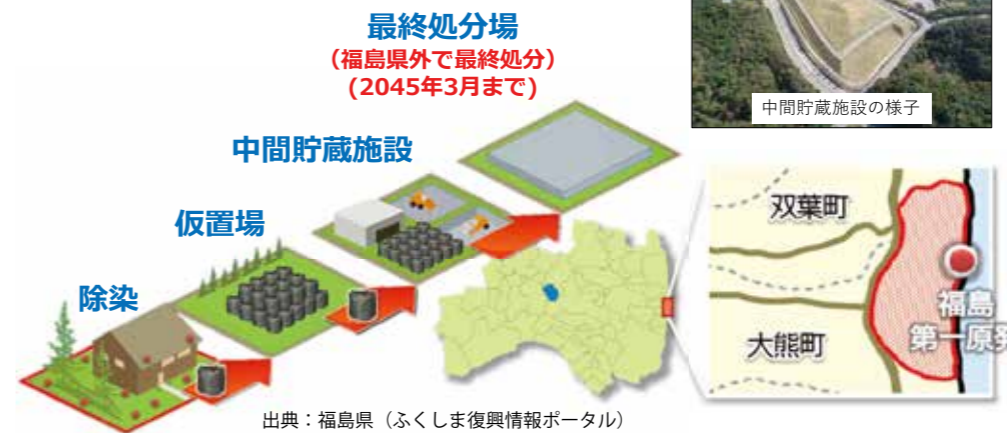 最終処分場
(福島県外で最終処分)
(2045年3月まで)
中間貯蔵施設の様子
中間貯蔵施設
仮置場
除染
双葉町
大熊町
福島
第一原発
出典：福島県（ふくしま復興情報ポータル）